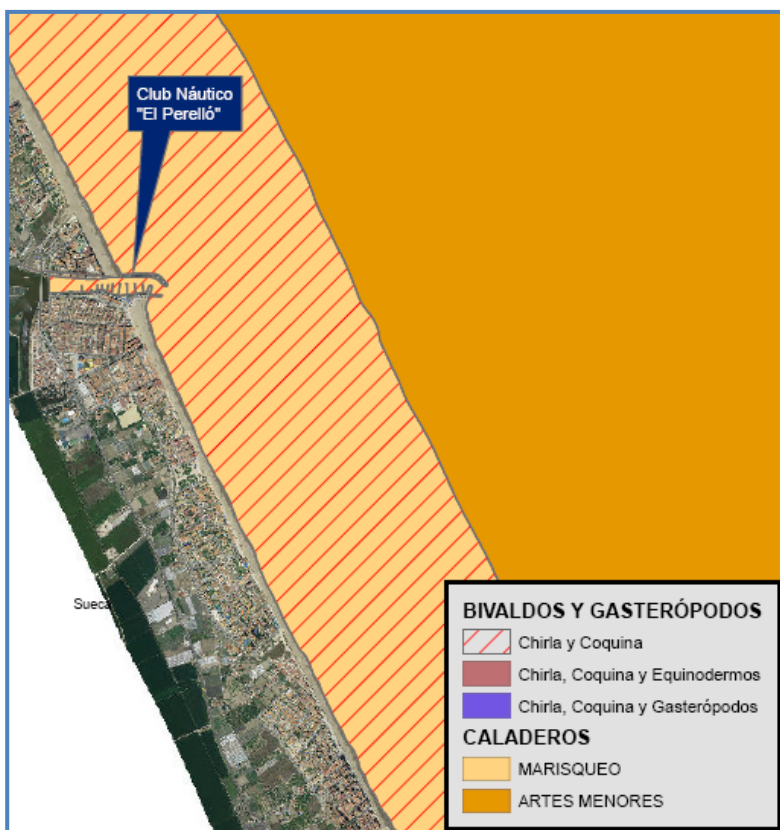 Club Náutico
"El Perelló"
Sueca
BIVALDOS Y GASTERÓPODOS
Chirla y Coquina
Chirla, Coquina y Equinodermos
Chirla, Coquina y Gasterópodos
CALADEROS
MARISQUEO
ARTES MENORES